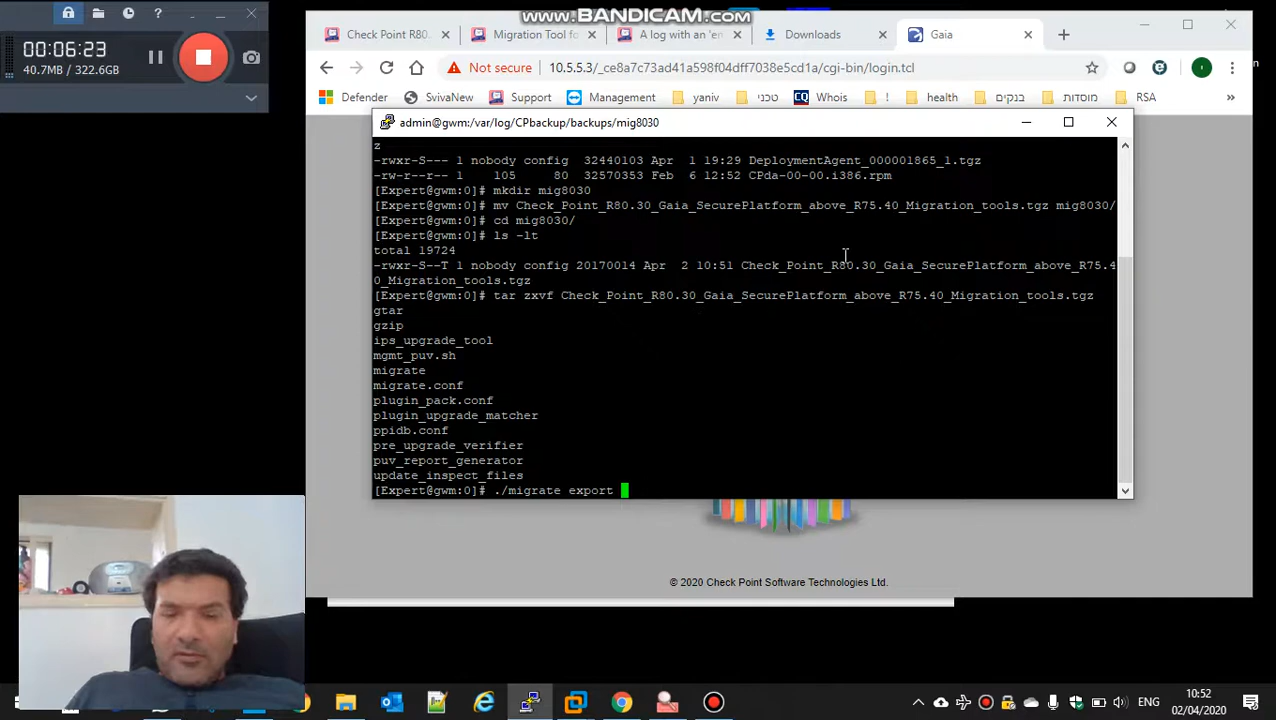 www.BANDICAM.com
00:06:23
40.7MB / 322.6GB
Check Point R80.
Migration Tool fo
A log with an 'en
Downloads
Gaia
Not secure
10.5.5.3/_ce8a7c73ad41a598f04dff7038e5cd1a/cgi-bin/login.tcl
Defender
SvivaNew
Support
Management
yaniv
טכני
Whois
!
health
בנקים
מוסדות
RSA
»
admin@gwm:/var/log/CPbackup/backups/mig8030
z
-rwxr-S--- 1 nobody config 32440103 Apr 1 19:29 DeploymentAgent_000001865_1.tgz
-rw-r--r-- 1 105 80 32570353 Feb 6 12:52 CPda-00-00.i386.rpm
[Expert@gwm:0]# mkdir mig8030
[Expert@gwm:0]# mv Check_Point_R80.30_Gaia_SecurePlatform_above_R75.40_Migration_tools.tgz mig8030/
[Expert@gwm:0]# cd mig8030/
[Expert@gwm:0]# ls -lt
total 19724
-rwxr-S--T 1 nobody config 20170014 Apr 2 10:51 Check_Point_R80.30_Gaia_SecurePlatform_above_R75.4
0_Migration_tools.tgz
[Expert@gwm:0]# tar zxvf Check_Point_R80.30_Gaia_SecurePlatform_above_R75.40_Migration_tools.tgz
gtar
gzip
ips_upgrade_tool
mgmt_puv.sh
migrate
migrate.conf
plugin_pack.conf
plugin_upgrade_matcher
ppidb.conf
pre_upgrade_verifier
puv_report_generator
update_inspect_files
[Expert@gwm:0]# ./migrate export
© 2020 Check Point Software Technologies Ltd.
ENG
10:52
02/04/2020